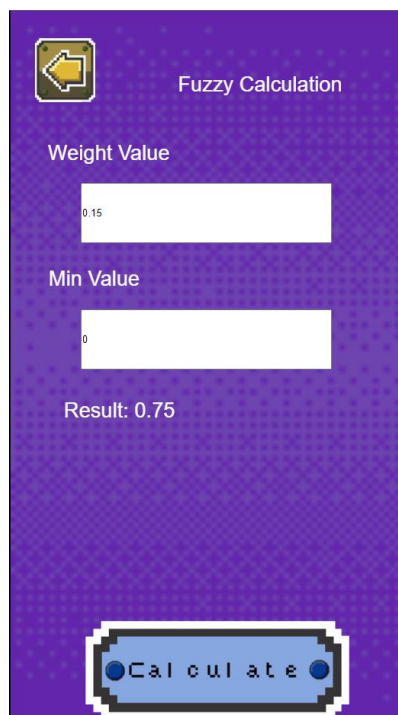 Fuzzy Calculation
Weight Value
0.15
Min Value
0
Result: 0.75
Calculate